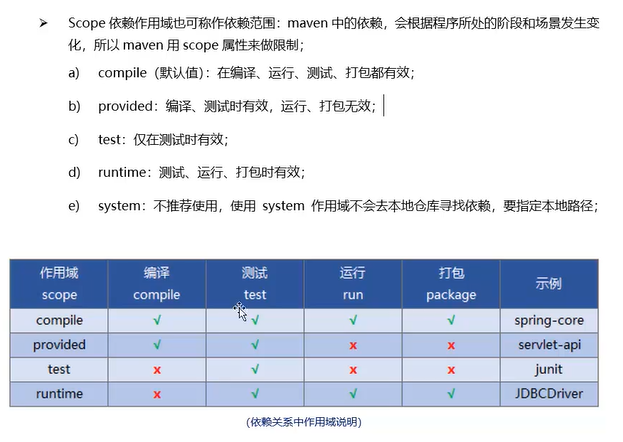 ➢ Scope 依赖作用域也可称作依赖范围：maven 中的依赖，会根据程序所处的阶段和场景发生变
化，所以 maven 用 scope 属性来做限制；
a) compile（默认值）：在编译、运行、测试、打包都有效；
b) provided：编译、测试时有效，运行、打包无效；
c) test：仅在测试时有效；
d) runtime：测试、运行、打包时有效；
e) system：不推荐使用，使用 system 作用域不会去本地仓库寻找依赖，要指定本地路径；
作用域 编译 测试 运行 打包 示例
scope compile test run package
compile √ √ √ √ spring-core
provided √ √ x x servlet-api
test x √ x x junit
runtime x √ √ √ JDBCDriver
(依赖关系中作用域说明)